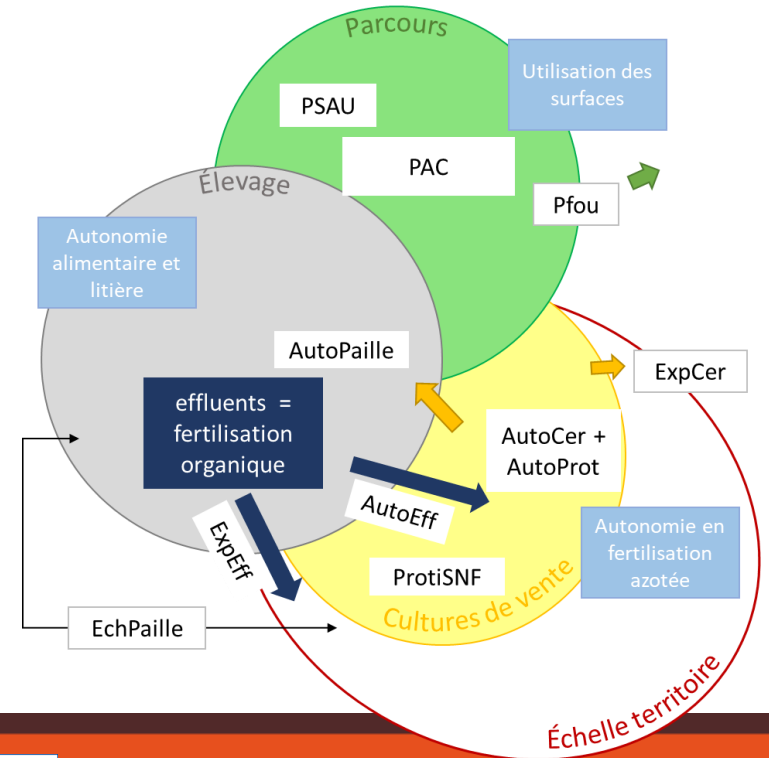 Parcours
Utilisation des
surfaces
PSAU
PAC
Élevage
Pfou
Autonomie
alimentaire et
litière
AutoPaille
ExpCer
effluents =
fertilisation
organique
AutoCer +
AutoProt
AutoEff
ExpEff
Autonomie en
fertilisation
azotée
ProtiSNF
Cultures de vente
EchPaille
Échelle territoire